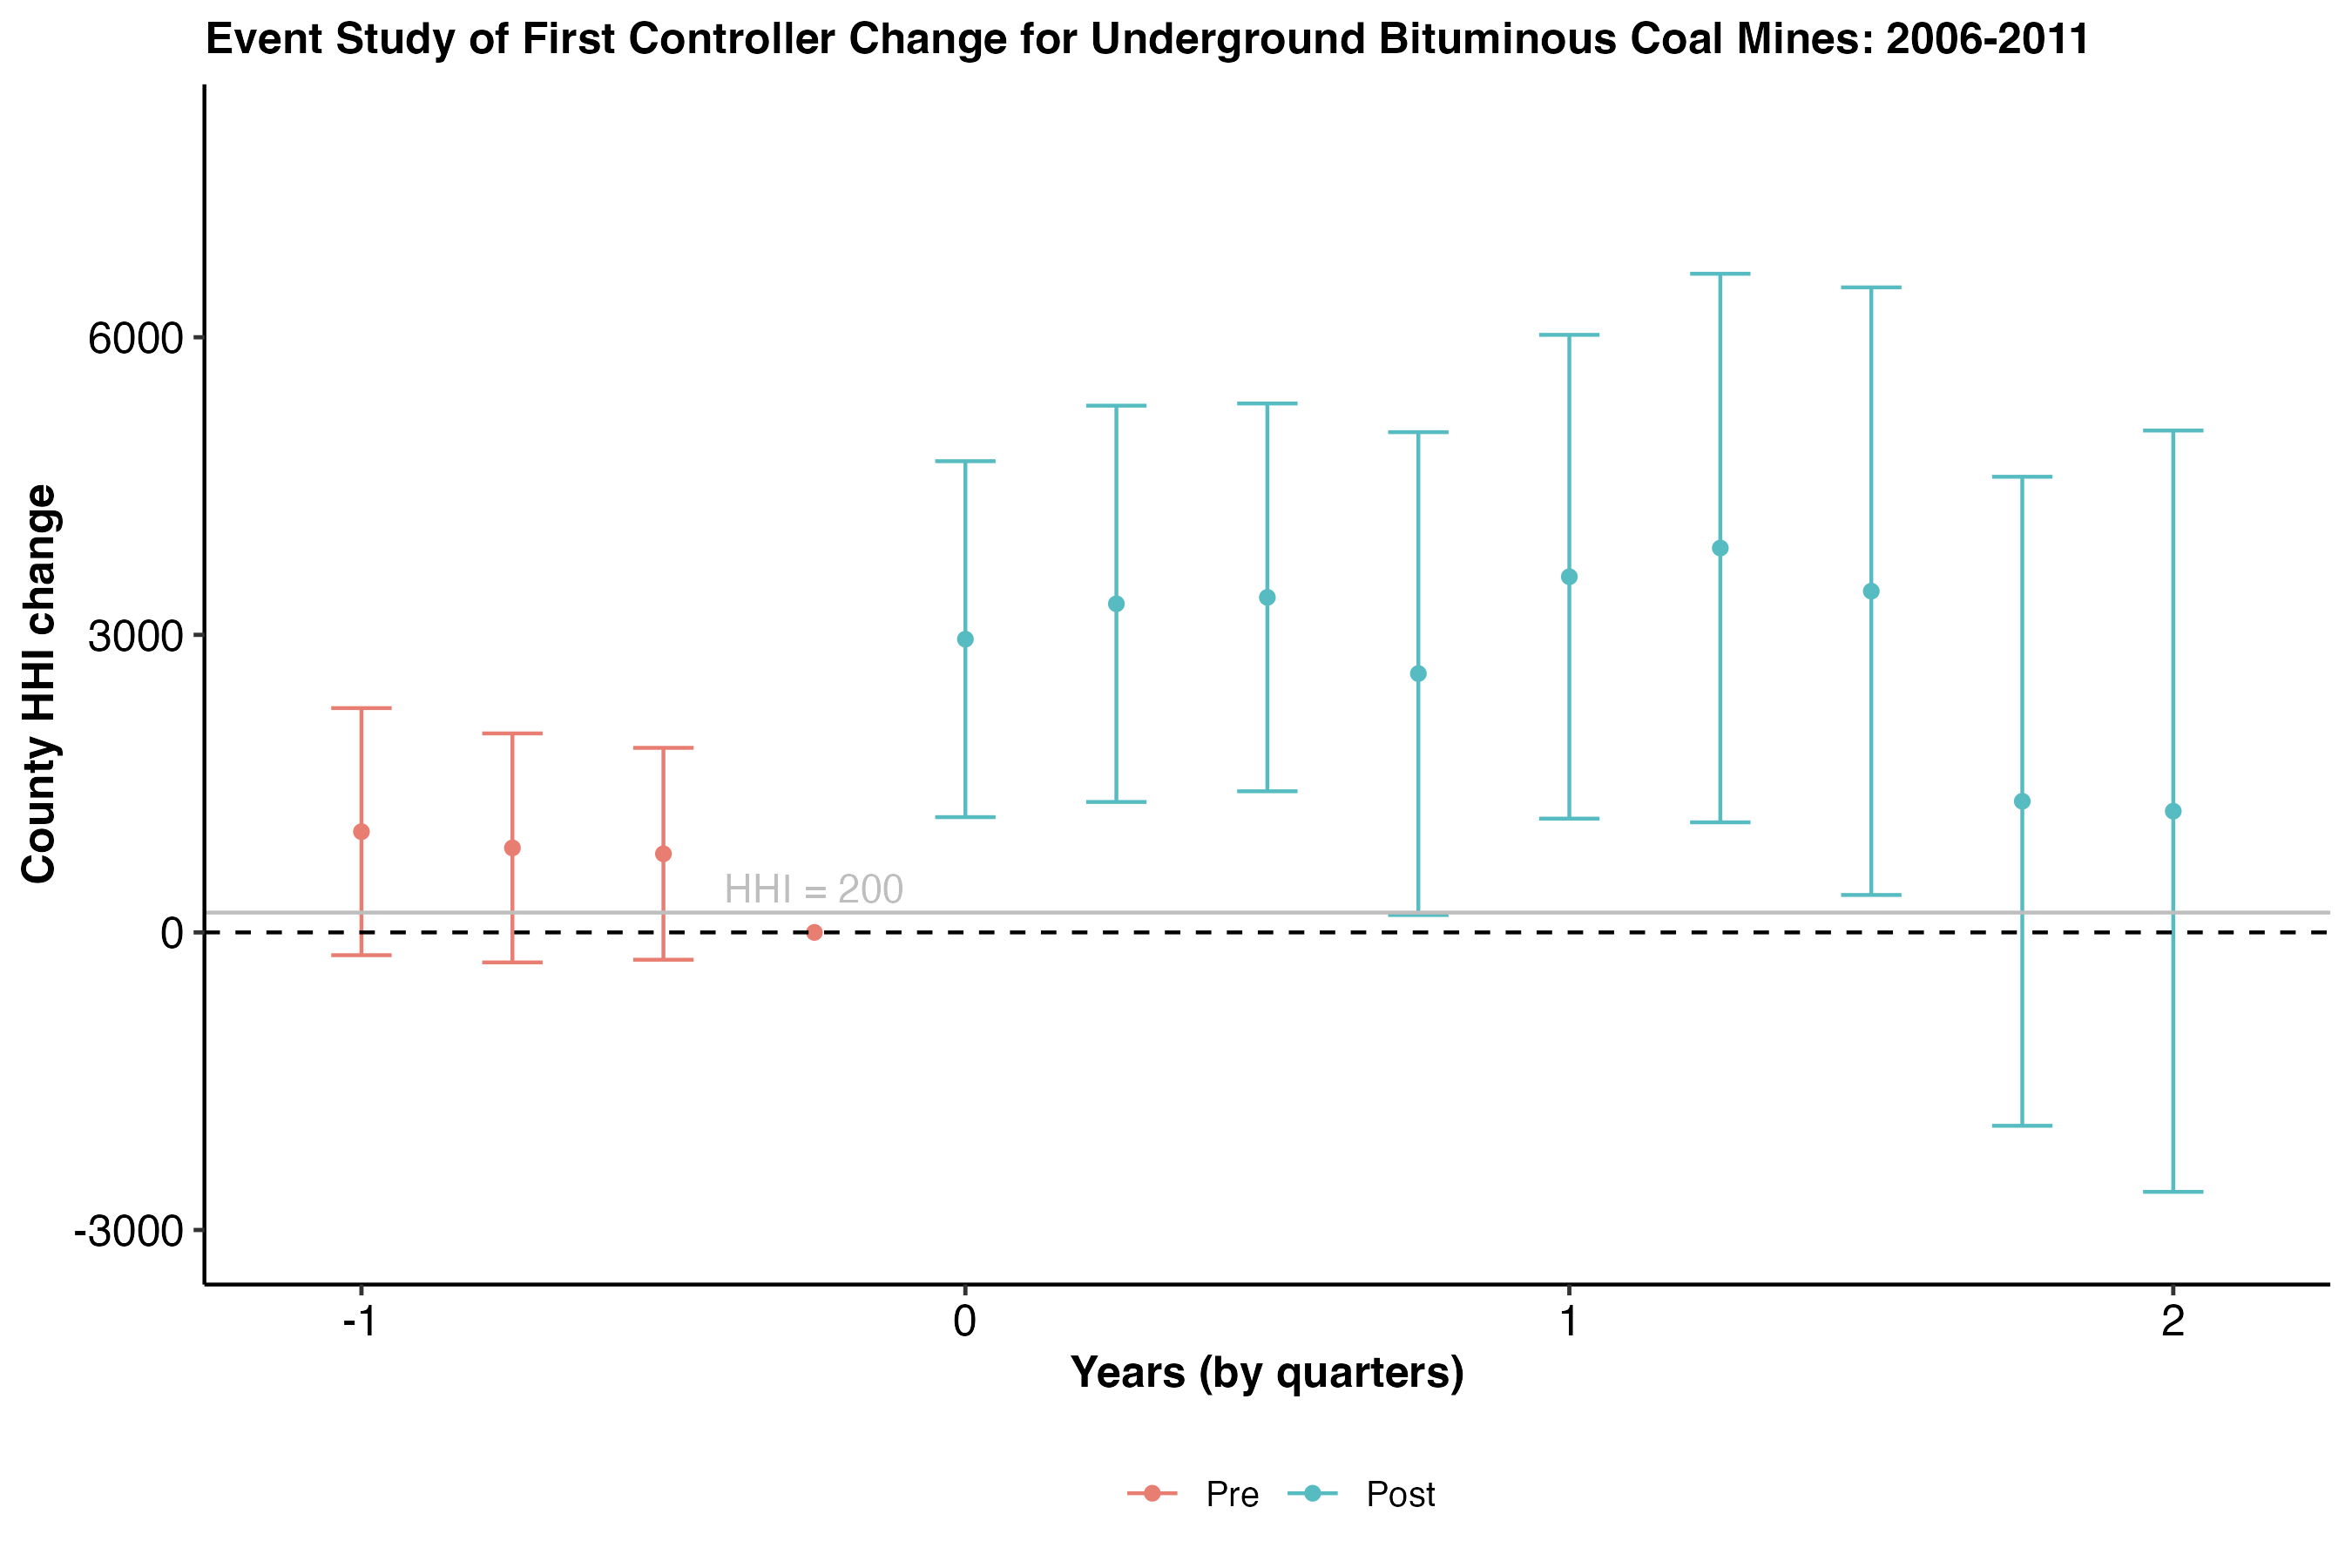 Event Study of First Controller Change for Underground Bituminous Coal Mines: 2006-2011
County HHI change
6000
3000
0
-3000
HHI = 200
-1
0
1
2
Years (by quarters)
Pre
Post